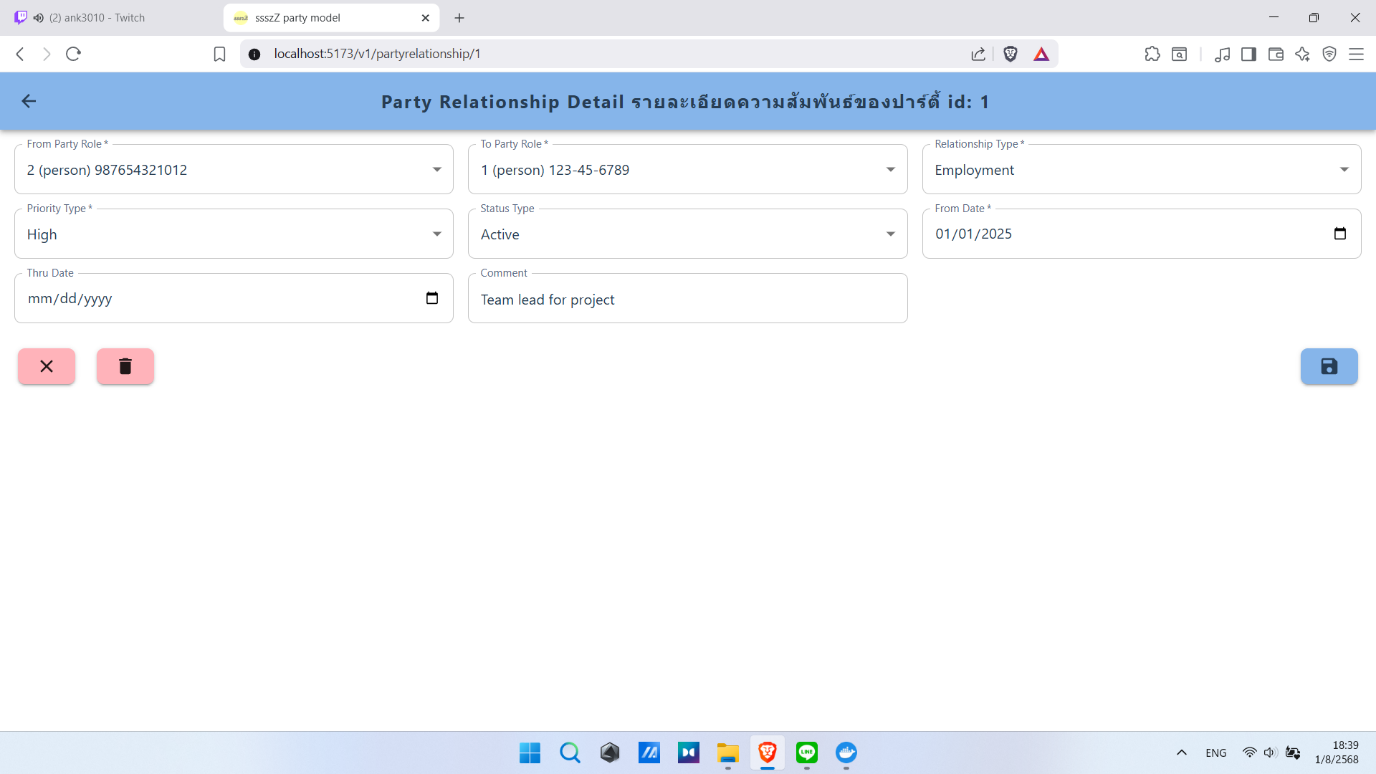 (2) ank3010 - Twitch
ssszZ
ssszZ party model
localhost:5173/v1/partyrelationship/1
Party Relationship Detail รายละเอียดความสัมพันธ์ของปาร์ตี้ id: 1
From Party Role *
To Party Role *
Relationship Type *
2 (person) 987654321012
1 (person) 123-45-6789
Employment
Priority Type *
Status Type
From Date *
High
Active
01/01/2025
Thru Date
Comment
mm/dd/yyyy
Team lead for project
LINE
ENG
18:39
1/8/2568